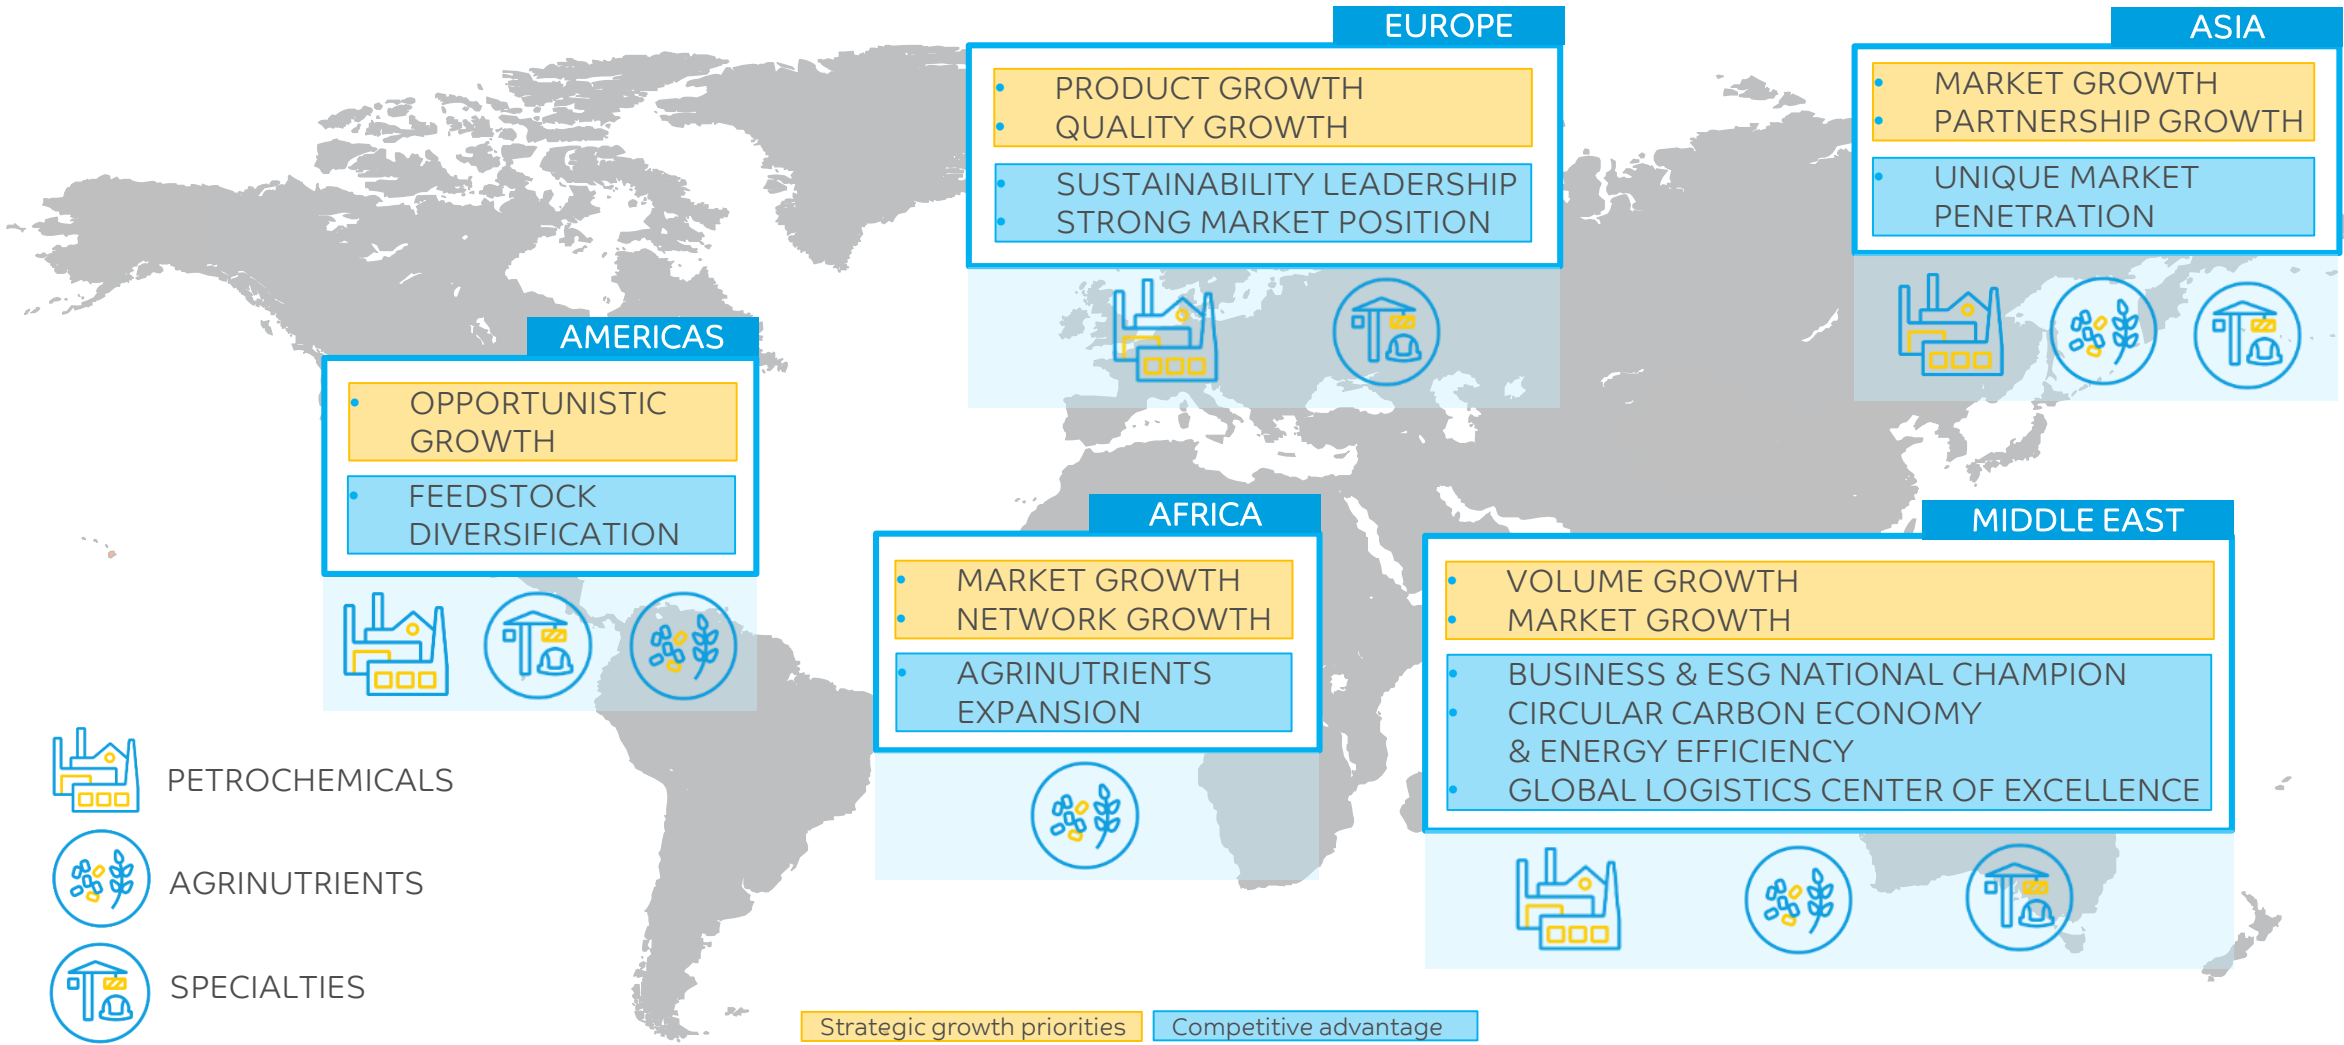 EUROPE
• PRODUCT GROWTH
• QUALITY GROWTH
• SUSTAINABILITY LEADERSHIP
• STRONG MARKET POSITION
ASIA
• MARKET GROWTH
• PARTNERSHIP GROWTH
• UNIQUE MARKET
PENETRATION
AMERICAS
• OPPORTUNISTIC
GROWTH
• FEEDSTOCK
DIVERSIFICATION
AFRICA
• MARKET GROWTH
• NETWORK GROWTH
• AGRINUTRIENTS
EXPANSION
MIDDLE EAST
• VOLUME GROWTH
• MARKET GROWTH
• BUSINESS & ESG NATIONAL CHAMPION
• CIRCULAR CARBON ECONOMY
& ENERGY EFFICIENCY
• GLOBAL LOGISTICS CENTER OF EXCELLENCE
PETROCHEMICALS
AGRINUTRIENTS
SPECIALTIES
Strategic growth priorities
Competitive advantage